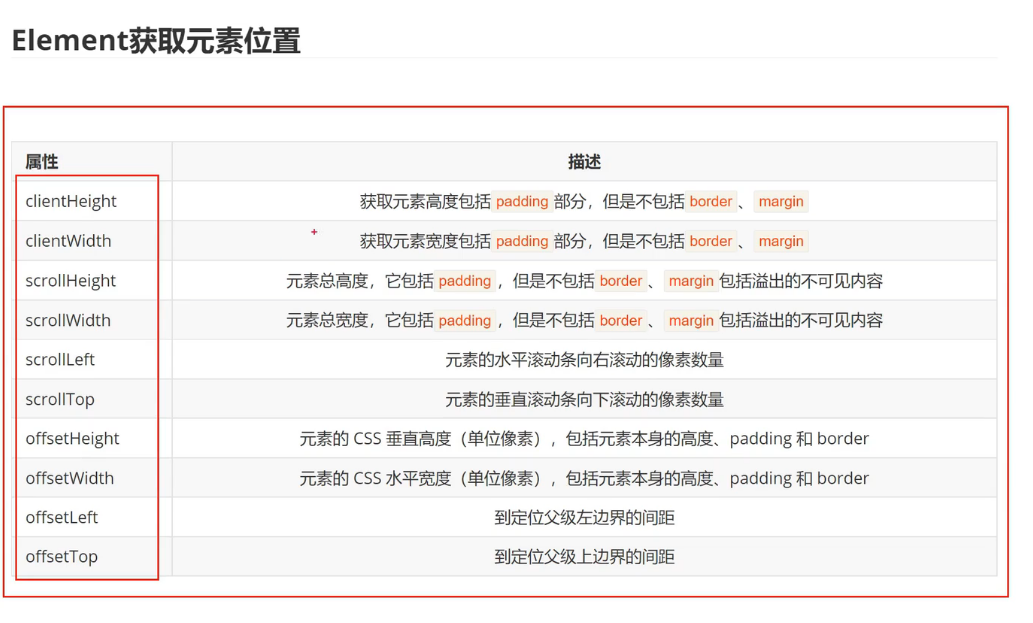 Element获取元素位置
属性 描述
clientHeight 获取元素高度包括 padding 部分，但是不包括 border 、 margin
clientWidth 获取元素宽度包括 padding 部分，但是不包括 border 、 margin
scrollHeight 元素总高度，它包括 padding ，但是不包括 border 、 margin 包括溢出的不可见内容
scrollWidth 元素总宽度，它包括 padding ，但是不包括 border 、 margin 包括溢出的不可见内容
scrollLeft 元素的水平滚动条向右滚动的像素数量
scrollTop 元素的垂直滚动条向下滚动的像素数量
offsetHeight 元素的 CSS 垂直高度（单位像素），包括元素本身的高度、padding 和 border
offsetWidth 元素的 CSS 水平宽度（单位像素），包括元素本身的高度、padding 和 border
offsetLeft 到定位父级左边界的间距
offsetTop 到定位父级上边界的间距